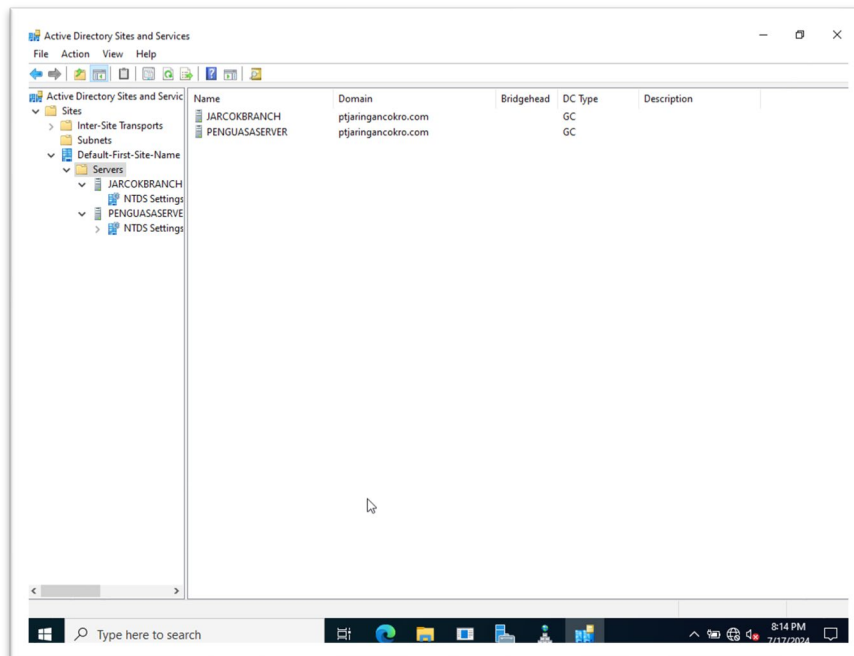 Active Directory Sites and Services
File Action View Help
Active Directory Sites and Servic
Sites
Inter-Site Transports
Subnets
Default-First-Site-Name
Servers
JARCOKBRANCH
NTDS Settings
PENGUASASERVE
NTDS Settings
Name Domain Bridgehead DC Type Description
JARCOKBRANCH ptjaringancokro.com GC
PENGUASASERVER ptjaringancokro.com GC
Type here to search
8:14 PM
7/17/2024